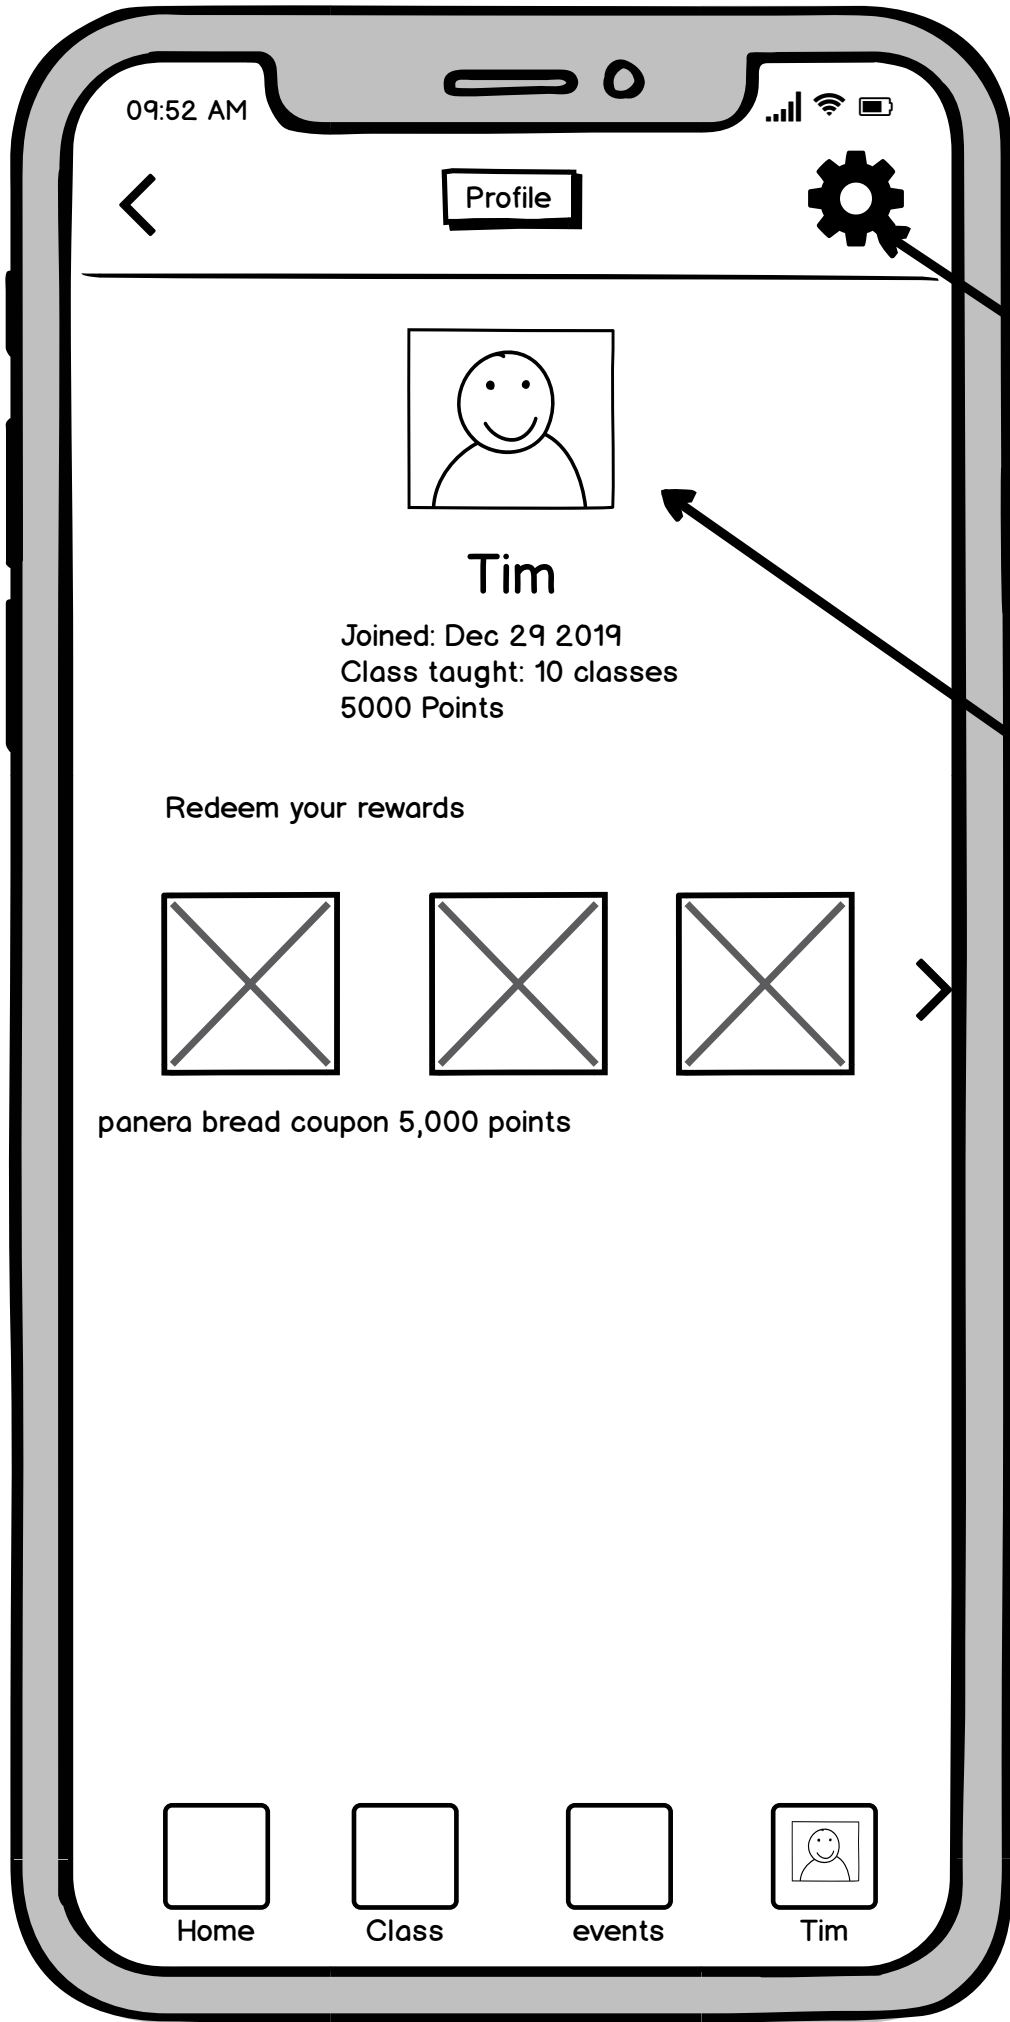 09:52 AM
Profile
Tim
Joined: Dec 29 2019
Class taught: 10 classes
5000 Points
Redeem your rewards
panera bread coupon 5,000 points
Home
Class
events
Tim